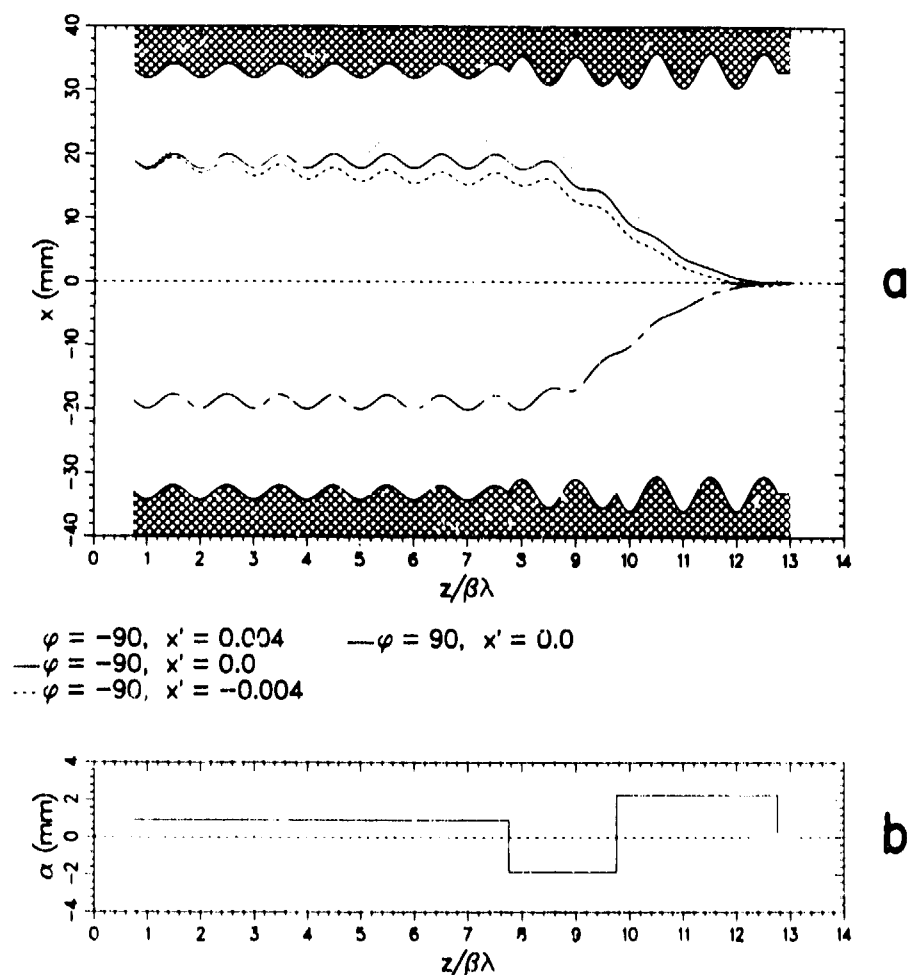 40
30
20
10
0
-10
-20
-30
-40
x (mm)
a
0 1 2 3 4 5 6 7 8 9 10 11 12 13 14
z/βλ
φ = -90, x' = 0.004 — φ = 90, x' = 0.0
— φ = -90, x' = 0.0
··· φ = -90, x' = -0.004
4
2
0
-2
-4
α (mm)
b
0 1 2 3 4 5 6 7 8 9 10 11 12 13 14
z/βλ